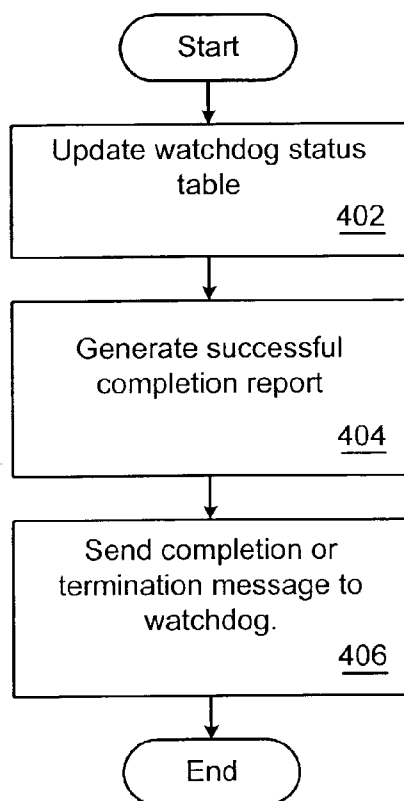 Start
Update watchdog status
table
402
Generate successful
completion report
404
Send completion or
termination message to
watchdog.
406
End